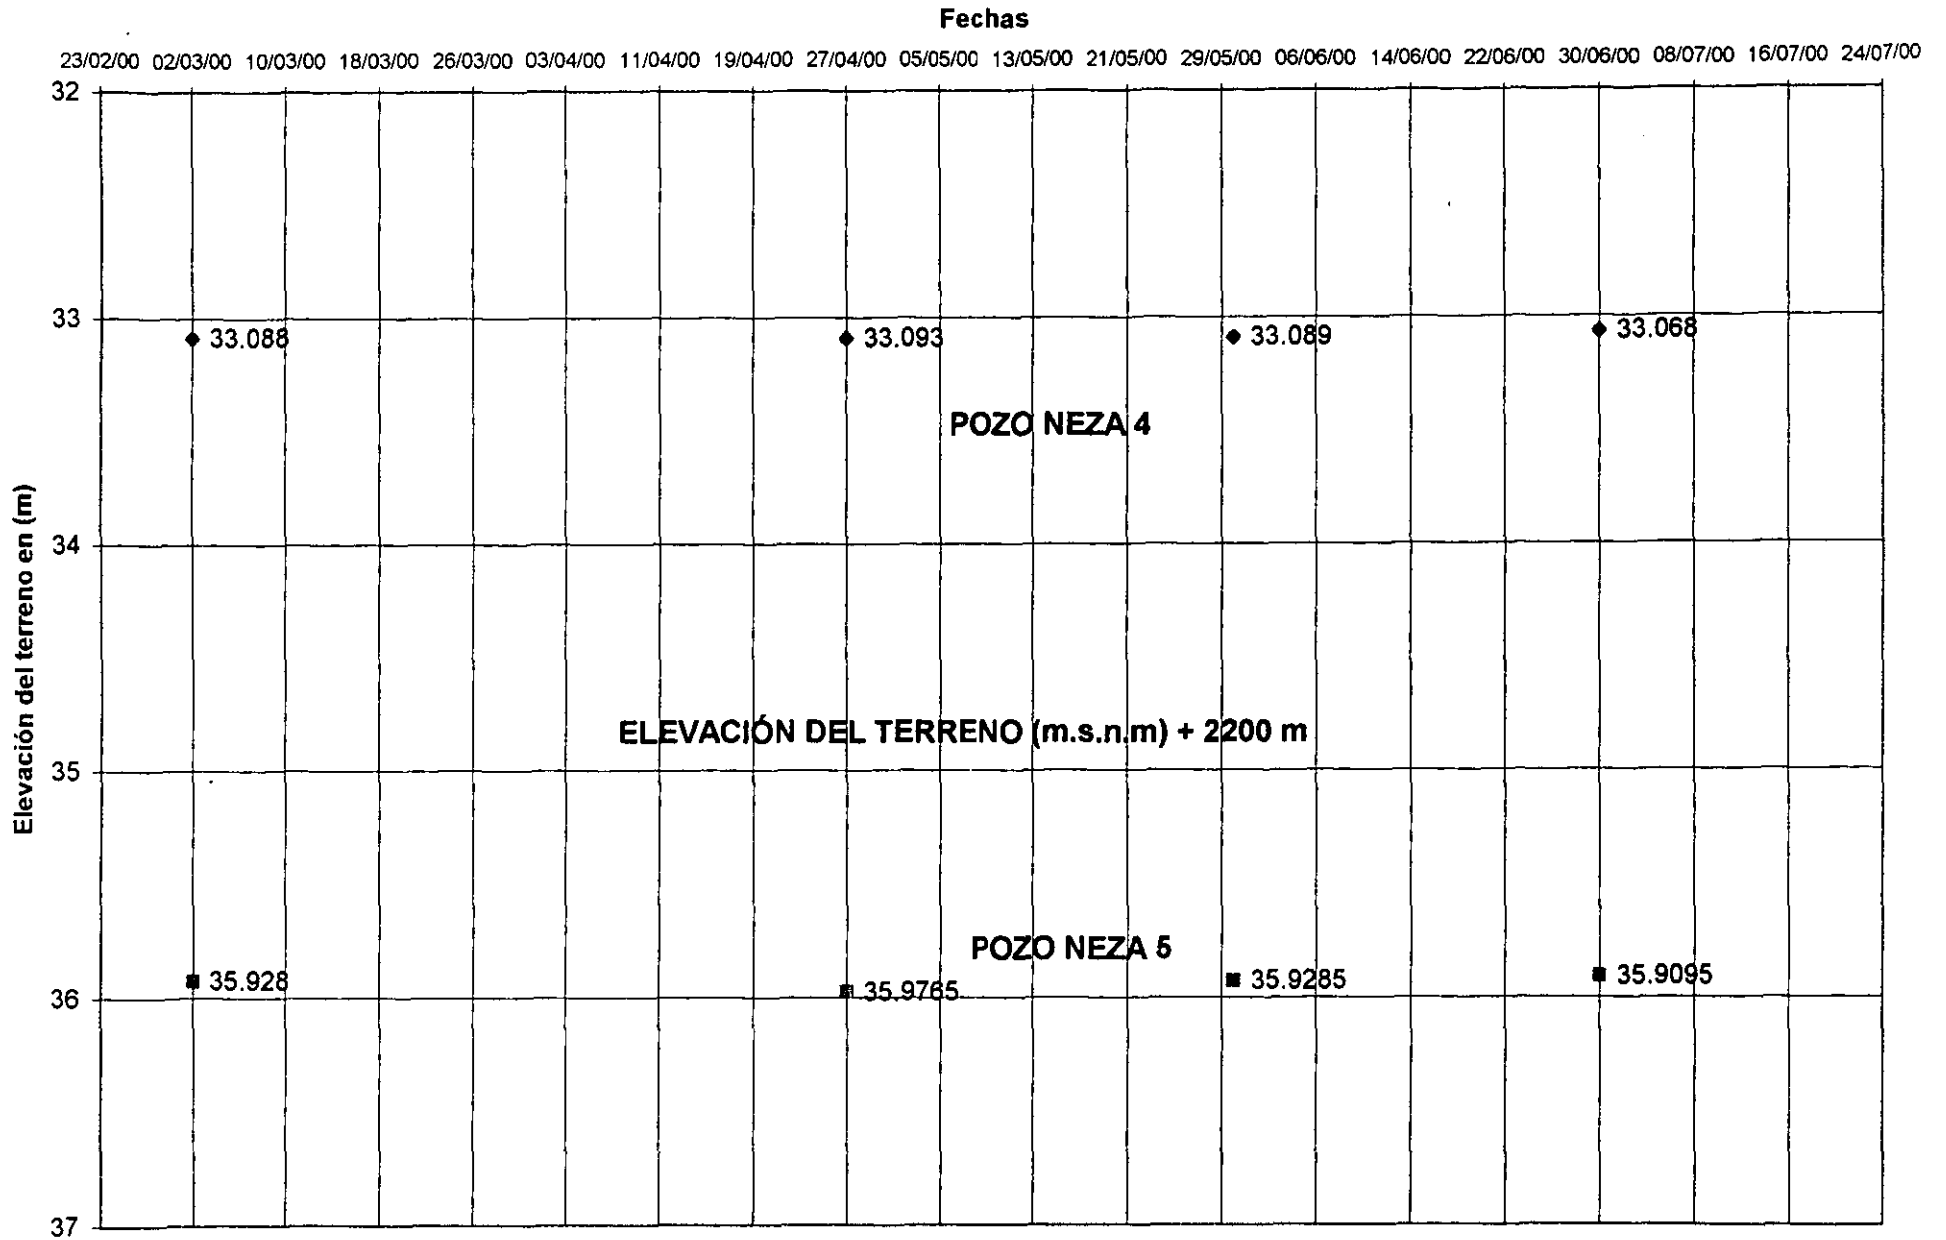 Fechas
23/02/00 02/03/00 10/03/00 18/03/00 26/03/00 03/04/00 11/04/00 19/04/00 27/04/00 05/05/00 13/05/00 21/05/00 29/05/00 06/06/00 14/06/00 22/06/00 30/06/00 08/07/00 16/07/00 24/07/00
32
33
33.088 33.093 33.089 33.068
POZO NEZA 4
34
Elevación del terreno en (m)
ELEVACIÓN DEL TERRENO (m.s.n.m) + 2200 m
35
POZO NEZA 5
35.928 35.9765 35.9285 35.9095
36
37